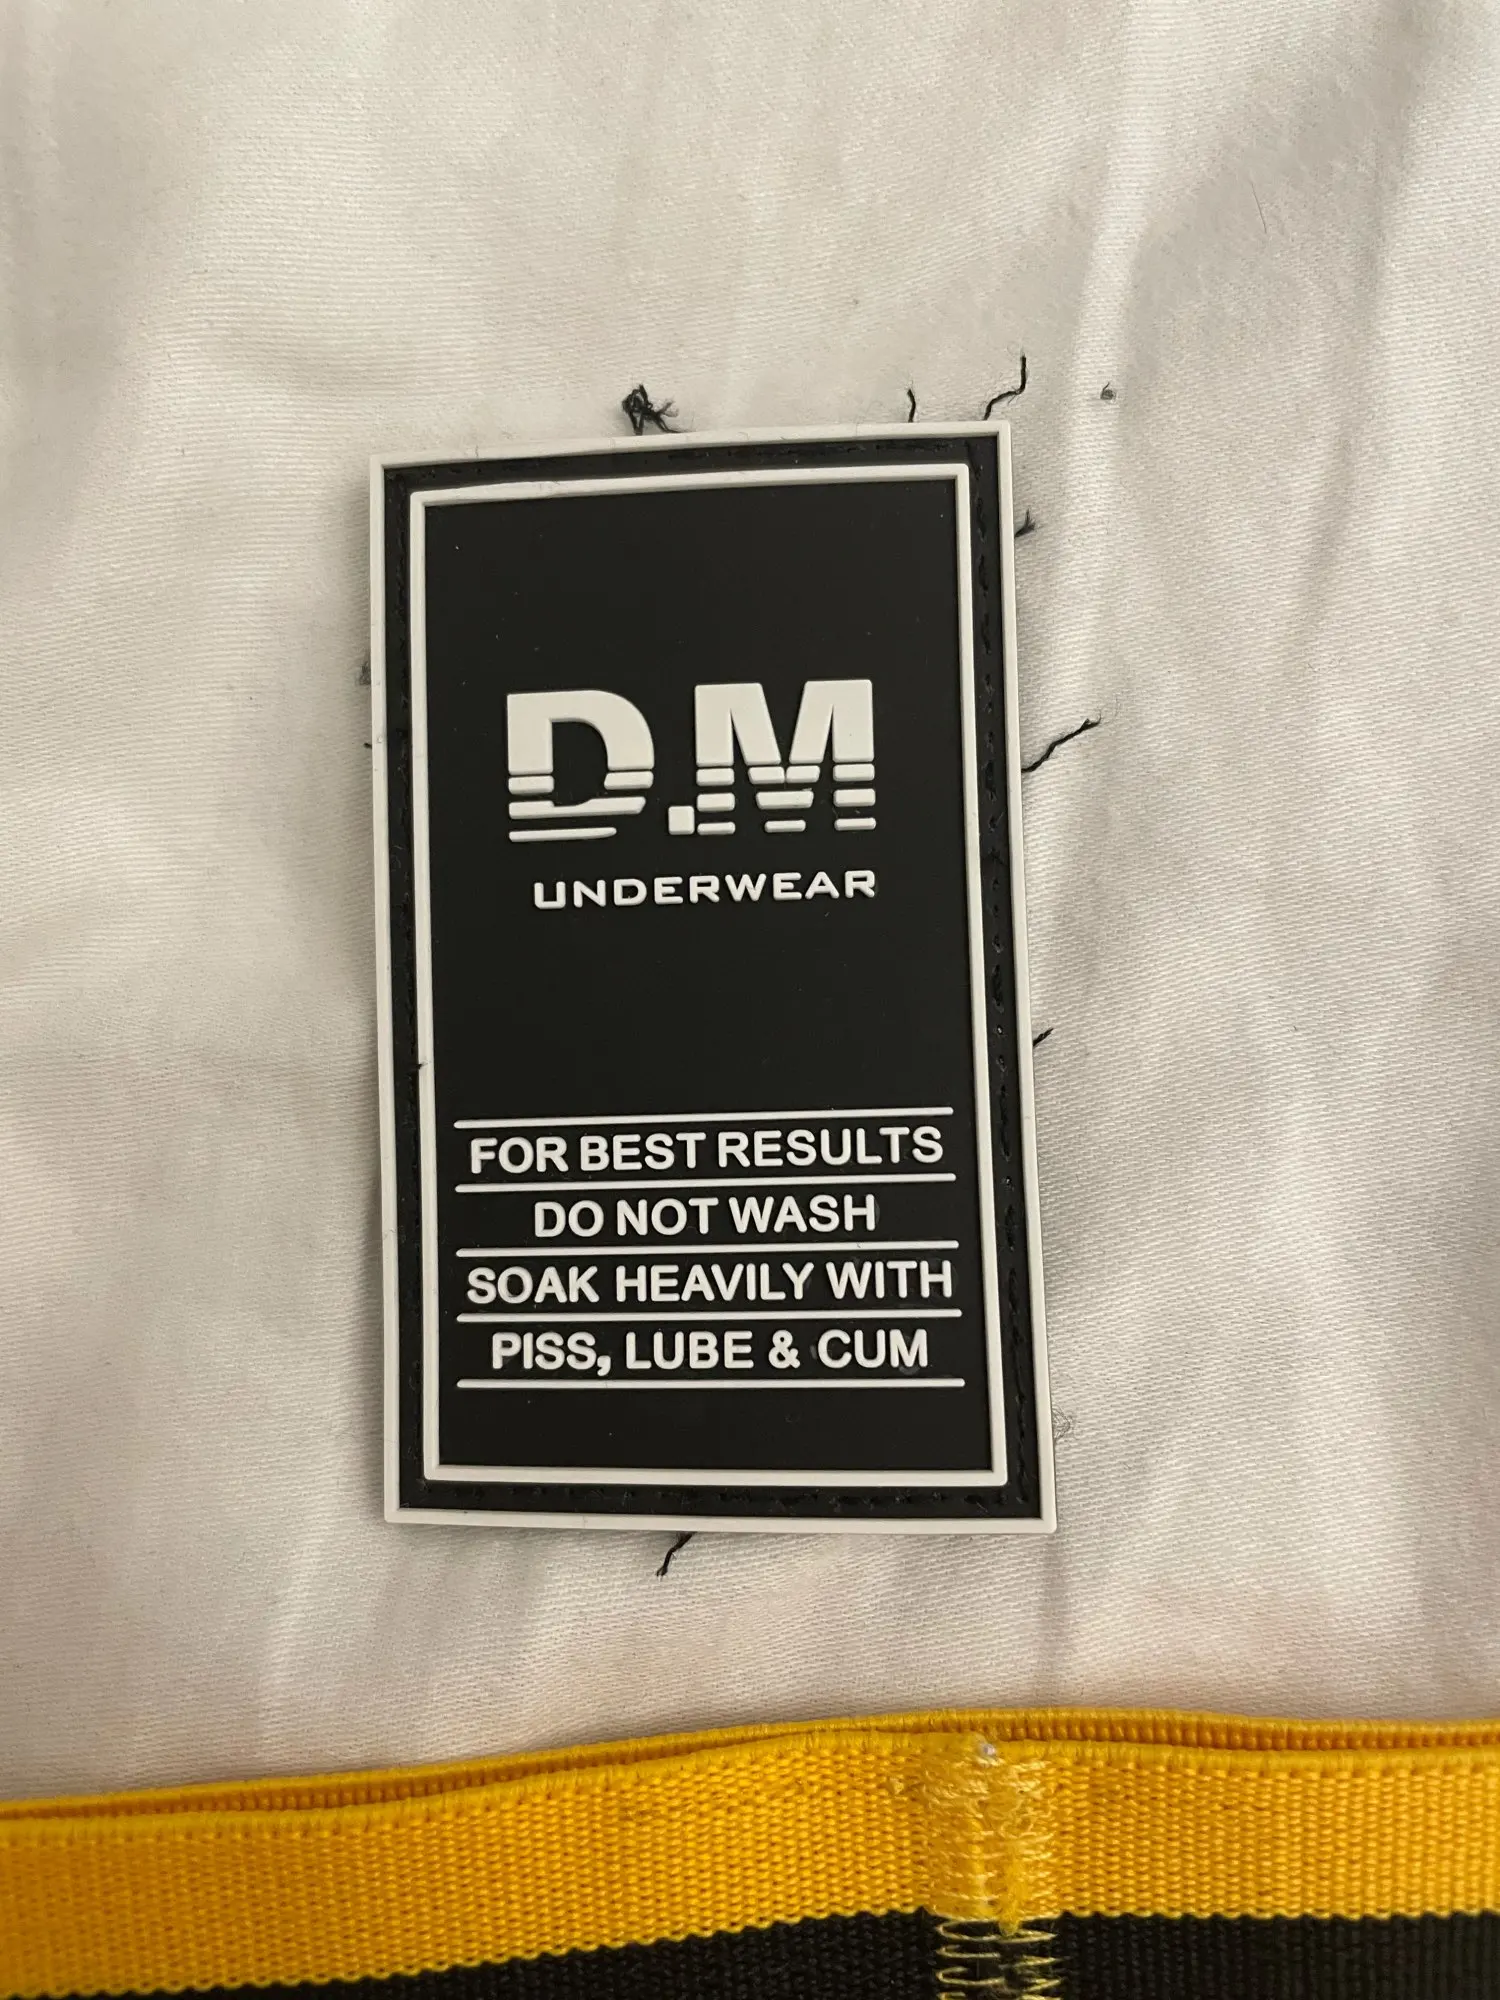 D.M
UNDERWEAR
FOR BEST RESULTS
DO NOT WASH
SOAK HEAVILY WITH
PISS, LUBE & CUM